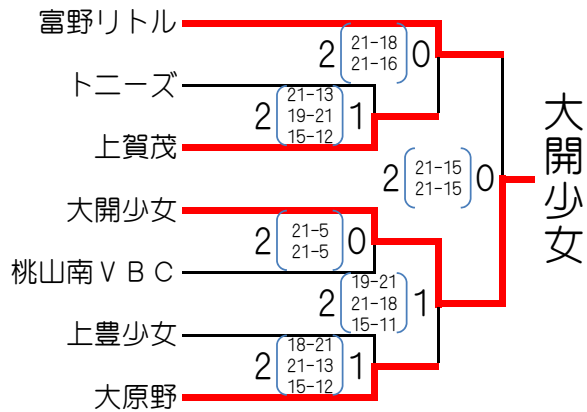 富野リトル
2 21-18 0
21-16
トニーズ
2 21-13 1
19-21
15-12
上賀茂
2 21-15 0
21-15
大開少女
大開少女
2 21-5 0
21-5
桃山南VBC
2 19-21 1
21-18
15-11
上豊少女
2 18-21 1
21-13
15-12
大原野